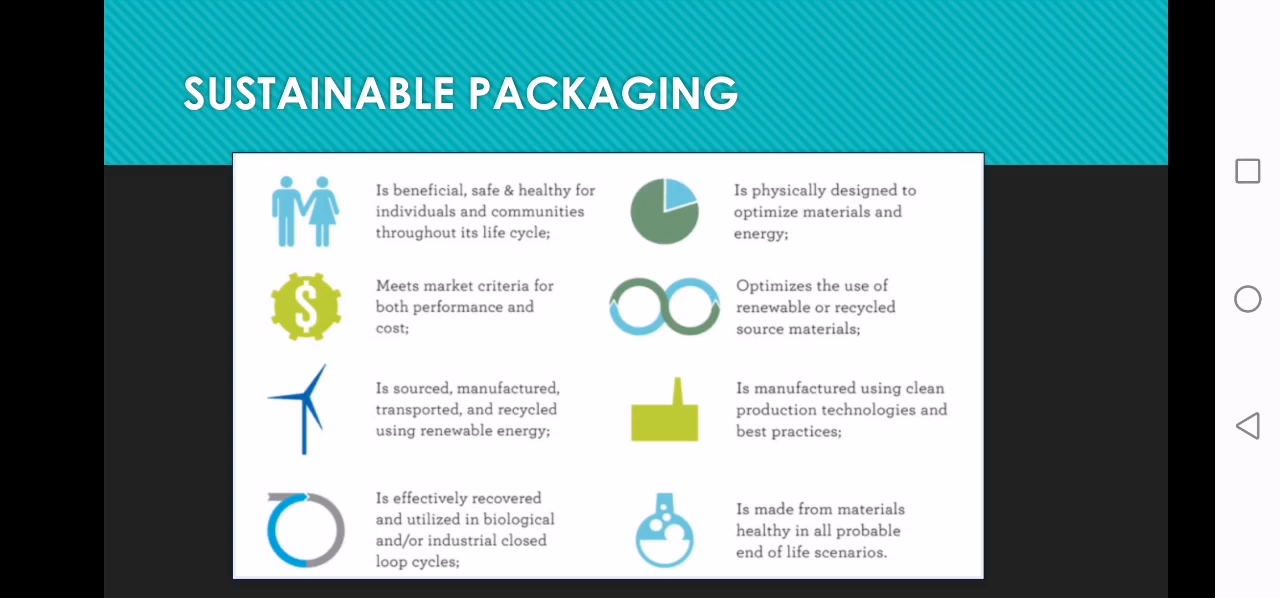 SUSTAINABLE PACKAGING
Is beneficial, safe & healthy for
individuals and communities
throughout its life cycle;
Is physically designed to
optimize materials and
energy;
Meets market criteria for
both performance and
cost;
Optimizes the use of
renewable or recycled
source materials;
Is sourced, manufactured,
transported, and recycled
using renewable energy;
Is manufactured using clean
production technologies and
best practices;
Is effectively recovered
and utilized in biological
and/or industrial closed
loop cycles;
Is made from materials
healthy in all probable
end of life scenarios.
$